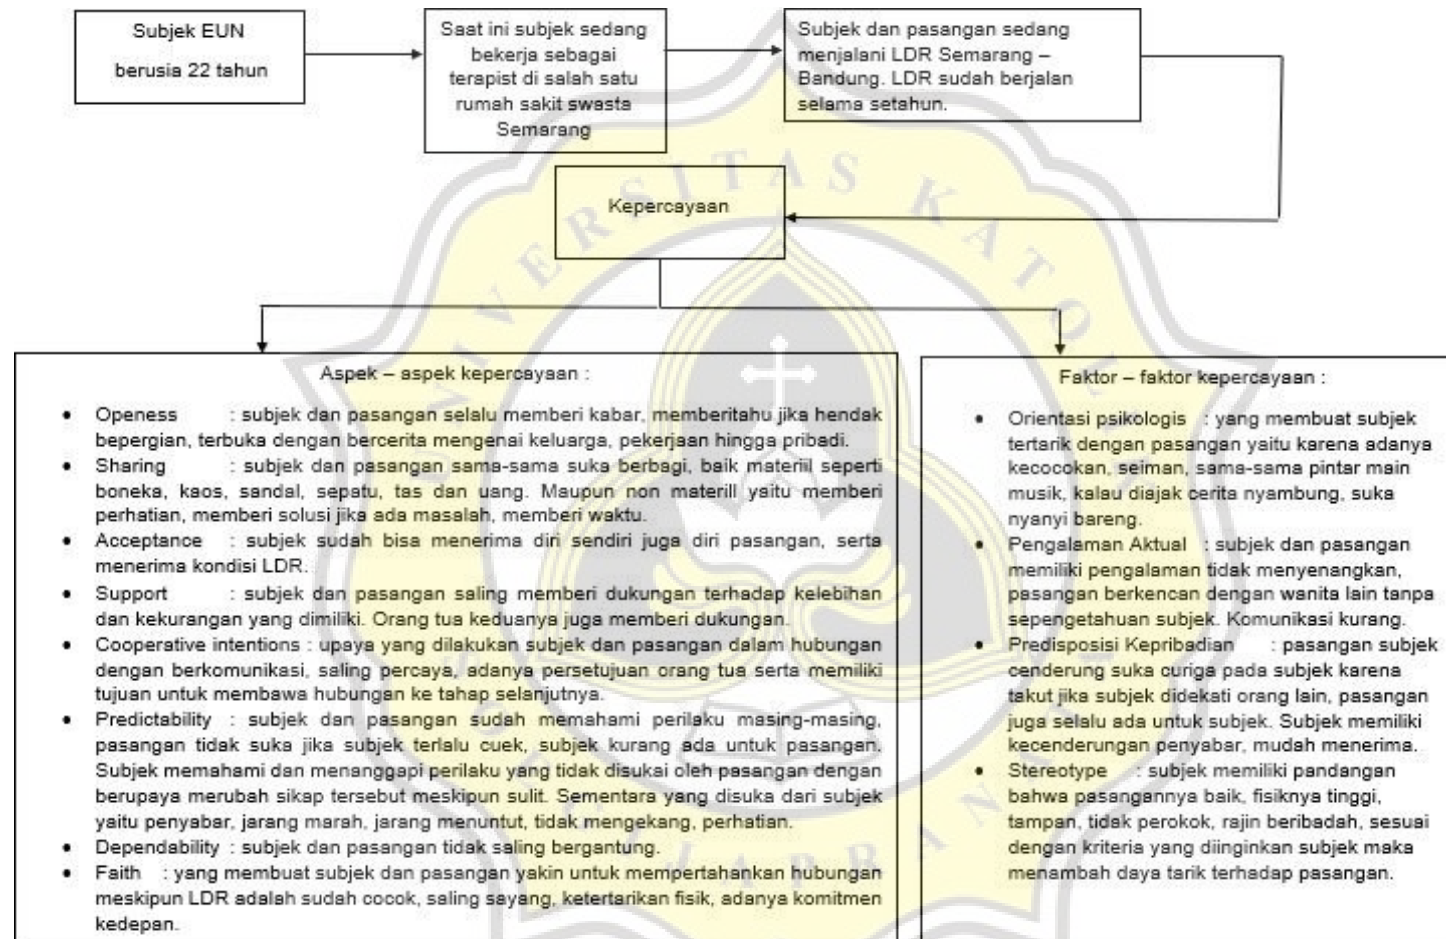 Subjek EUN
berusia 22 tahun
Saat ini subjek sedang
bekerja sebagai
terapist di salah satu
rumah sakit swasta
Semarang
Subjek dan pasangan sedang
menjalani LDR Semarang –
Bandung. LDR sudah berjalan
selama setahun.
Kepercayaan
Aspek – aspek kepercayaan :
• Openess : subjek dan pasangan selalu memberi kabar, memberitahu jika hendak
bepergian, terbuka dengan bercerita mengenai keluarga, pekerjaan hingga pribadi.
• Sharing : subjek dan pasangan sama-sama suka berbagi, baik materiil seperti
boneka, kaos, sandal, sepatu, tas dan uang. Maupun non materill yaitu memberi
perhatian, memberi solusi jika ada masalah, memberi waktu.
• Acceptance : subjek sudah bisa menerima diri sendiri juga diri pasangan, serta
menerima kondisi LDR.
• Support : subjek dan pasangan saling memberi dukungan terhadap kelebihan
dan kekurangan yang dimiliki. Orang tua keduanya juga memberi dukungan.
• Cooperative intentions : upaya yang dilakukan subjek dan pasangan dalam hubungan
dengan berkomunikasi, saling percaya, adanya persetujuan orang tua serta memiliki
tujuan untuk membawa hubungan ke tahap selanjutnya.
• Predictability : subjek dan pasangan sudah memahami perilaku masing-masing,
pasangan tidak suka jika subjek terlalu cuek, subjek kurang ada untuk pasangan.
Subjek memahami dan menanggapi perilaku yang tidak disukai oleh pasangan dengan
berupaya merubah sikap tersebut meskipun sulit. Sementara yang disuka dari subjek
yaitu penyabar, jarang marah, jarang menuntut, tidak mengekang, perhatian.
• Dependability : subjek dan pasangan tidak saling bergantung.
• Faith : yang membuat subjek dan pasangan yakin untuk mempertahankan hubungan
meskipun LDR adalah sudah cocok, saling sayang, ketertarikan fisik, adanya komitmen
kedepan.
Faktor – faktor kepercayaan :
• Orientasi psikologis : yang membuat subjek
tertarik dengan pasangan yaitu karena adanya
kecocokan, seiman, sama-sama pintar main
musik, kalau diajak cerita nyambung, suka
nyanyi bareng.
• Pengalaman Aktual : subjek dan pasangan
memiliki pengalaman tidak menyenangkan,
pasangan berkencan dengan wanita lain tanpa
sepengetahuan subjek. Komunikasi kurang.
• Predisposisi Kepribadian : pasangan subjek
cenderung suka curiga pada subjek karena
takut jika subjek didekati orang lain, pasangan
juga selalu ada untuk subjek. Subjek memiliki
kecenderungan penyabar, mudah menerima.
• Stereotype : subjek memiliki pandangan
bahwa pasangannya baik, fisiknya tinggi,
tampan, tidak perokok, rajin beribadah, sesuai
dengan kriteria yang diinginkan subjek maka
menambah daya tarik terhadap pasangan.